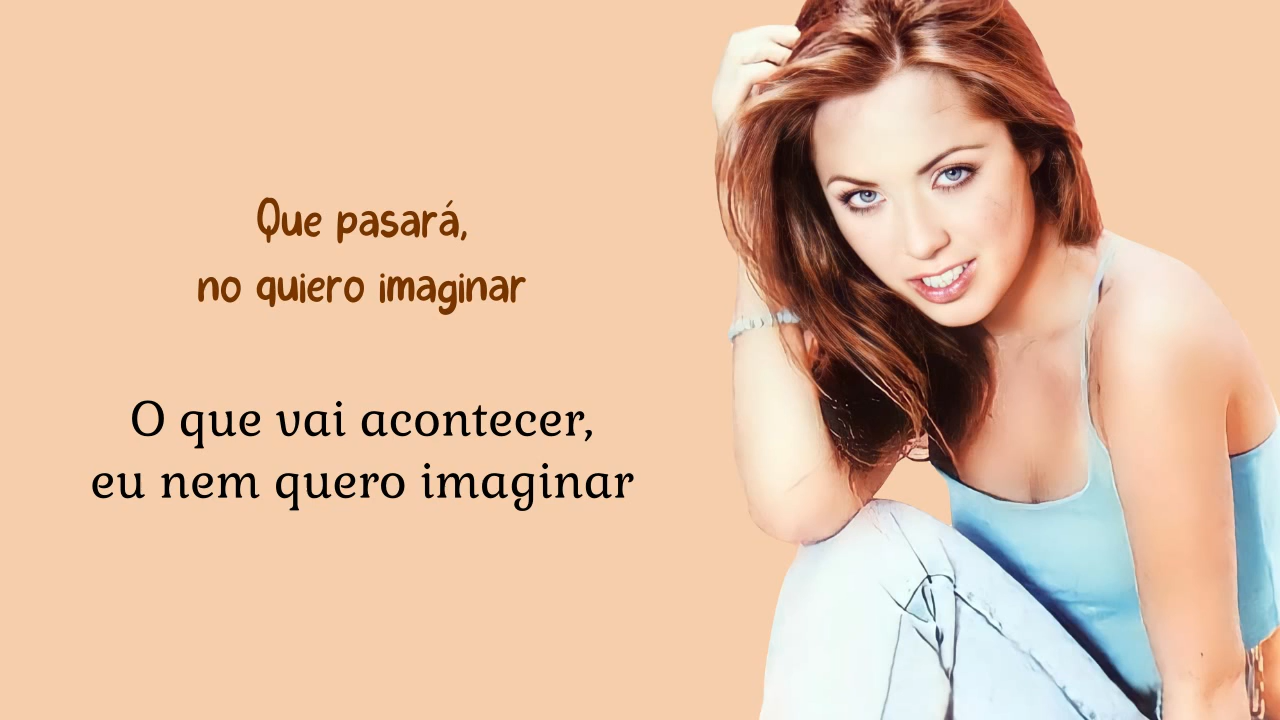 Que pasará,
no quiero imaginar
O que vai acontecer,
eu nem quero imaginar